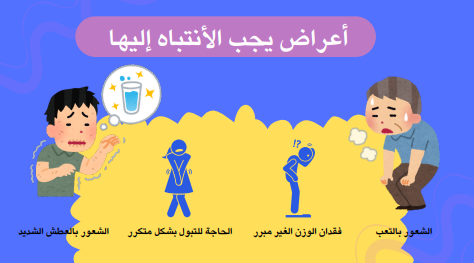 أعراض يجب الأنتباه إليها
!?
الشعور بالتعب
فقدان الوزن الغير مبرر
الحاجة للتبول بشكل متكرر
الشعور بالعطش الشديد